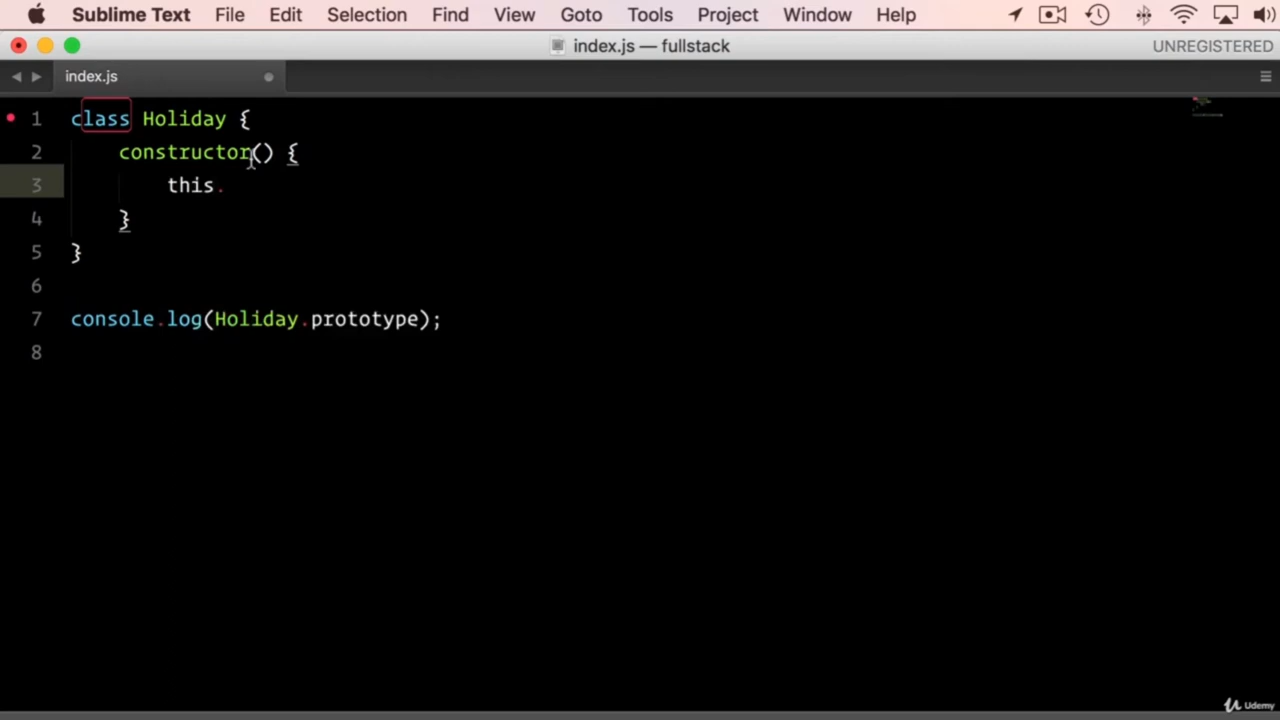 Sublime Text File Edit Selection Find View Goto Tools Project Window Help
index.js — fullstack UNREGISTERED
index.js
1 class Holiday {
2 constructor() {
3 this.
4 }
5 }
6
7 console.log(Holiday.prototype);
8
Udemy